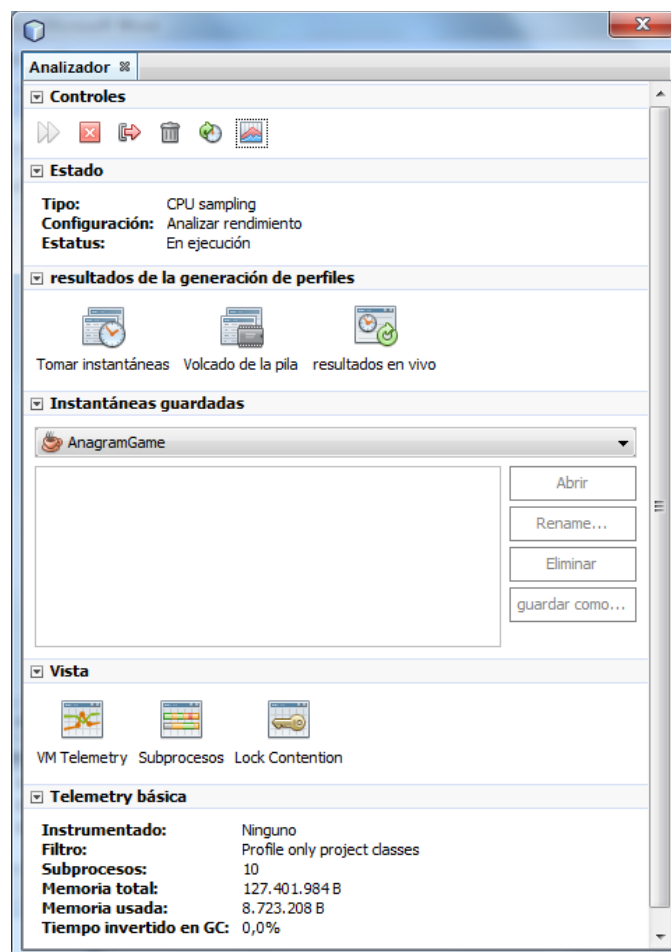 Analizador
Controles
Estado
Tipo: CPU sampling
Configuración: Analizar rendimiento
Estatus: En ejecución
resultados de la generación de perfiles
Tomar instantáneas Volcado de la pila resultados en vivo
Instantáneas guardadas
AnagramGame
Abrir
Rename...
Eliminar
guardar como...
Vista
VM Telemetry Subprocesos Lock Contention
Telemetry básica
Instrumentado: Ninguno
Filtro: Profile only project classes
Subprocesos: 10
Memoria total: 127.401.984 B
Memoria usada: 8.723.208 B
Tiempo invertido en GC: 0,0%